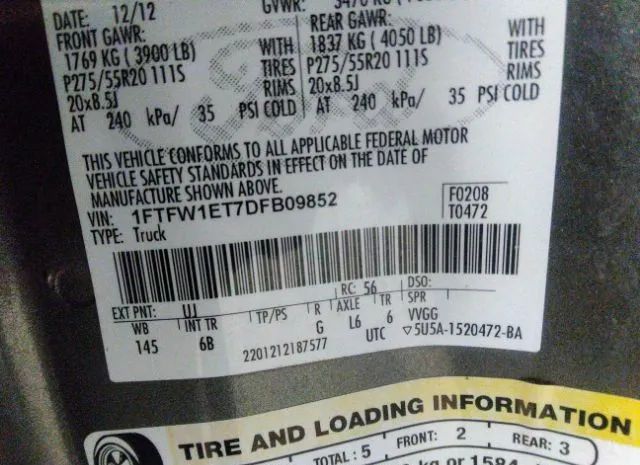 DATE: 12/12 GVWR:
FRONT GAWR: REAR GAWR:
1769 KG ( 3900 LB) WITH 1837 KG ( 4050 LB) WITH
P275/55R20 111S TIRES P275/55R20 111S TIRES
20x8.5J RIMS 20x8.5J RIMS
AT 240 kPa/ 35 PSI COLD AT 240 kPa/ 35 PSI COLD
THIS VEHICLE CONFORMS TO ALL APPLICABLE FEDERAL MOTOR
VEHICLE SAFETY STANDARDS IN EFFECT ON THE DATE OF
MANUFACTURE SHOWN ABOVE.
VIN: 1FTFW1ET7DFB09852 F0208
TYPE: Truck T0472
EXT PNT: UJ RC: 56 DSO:
WB INT TR TP/PS R AXLE TR SPR
145 6B G L6 6 VVGG
2201212187577 UTC ▽5U5A-1520472-BA
TIRE AND LOADING INFORMATION
TOTAL: 5 FRONT: 2 REAR: 3
kg or 1584